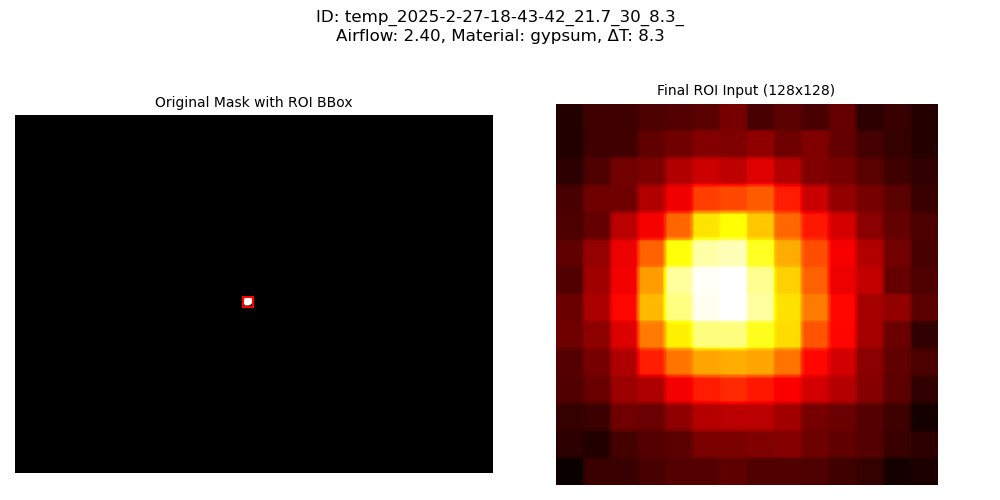 ID: temp_2025-2-27-18-43-42_21.7_30_8.3_
Airflow: 2.40, Material: gypsum, ΔT: 8.3
Original Mask with ROI BBox
Final ROI Input (128x128)